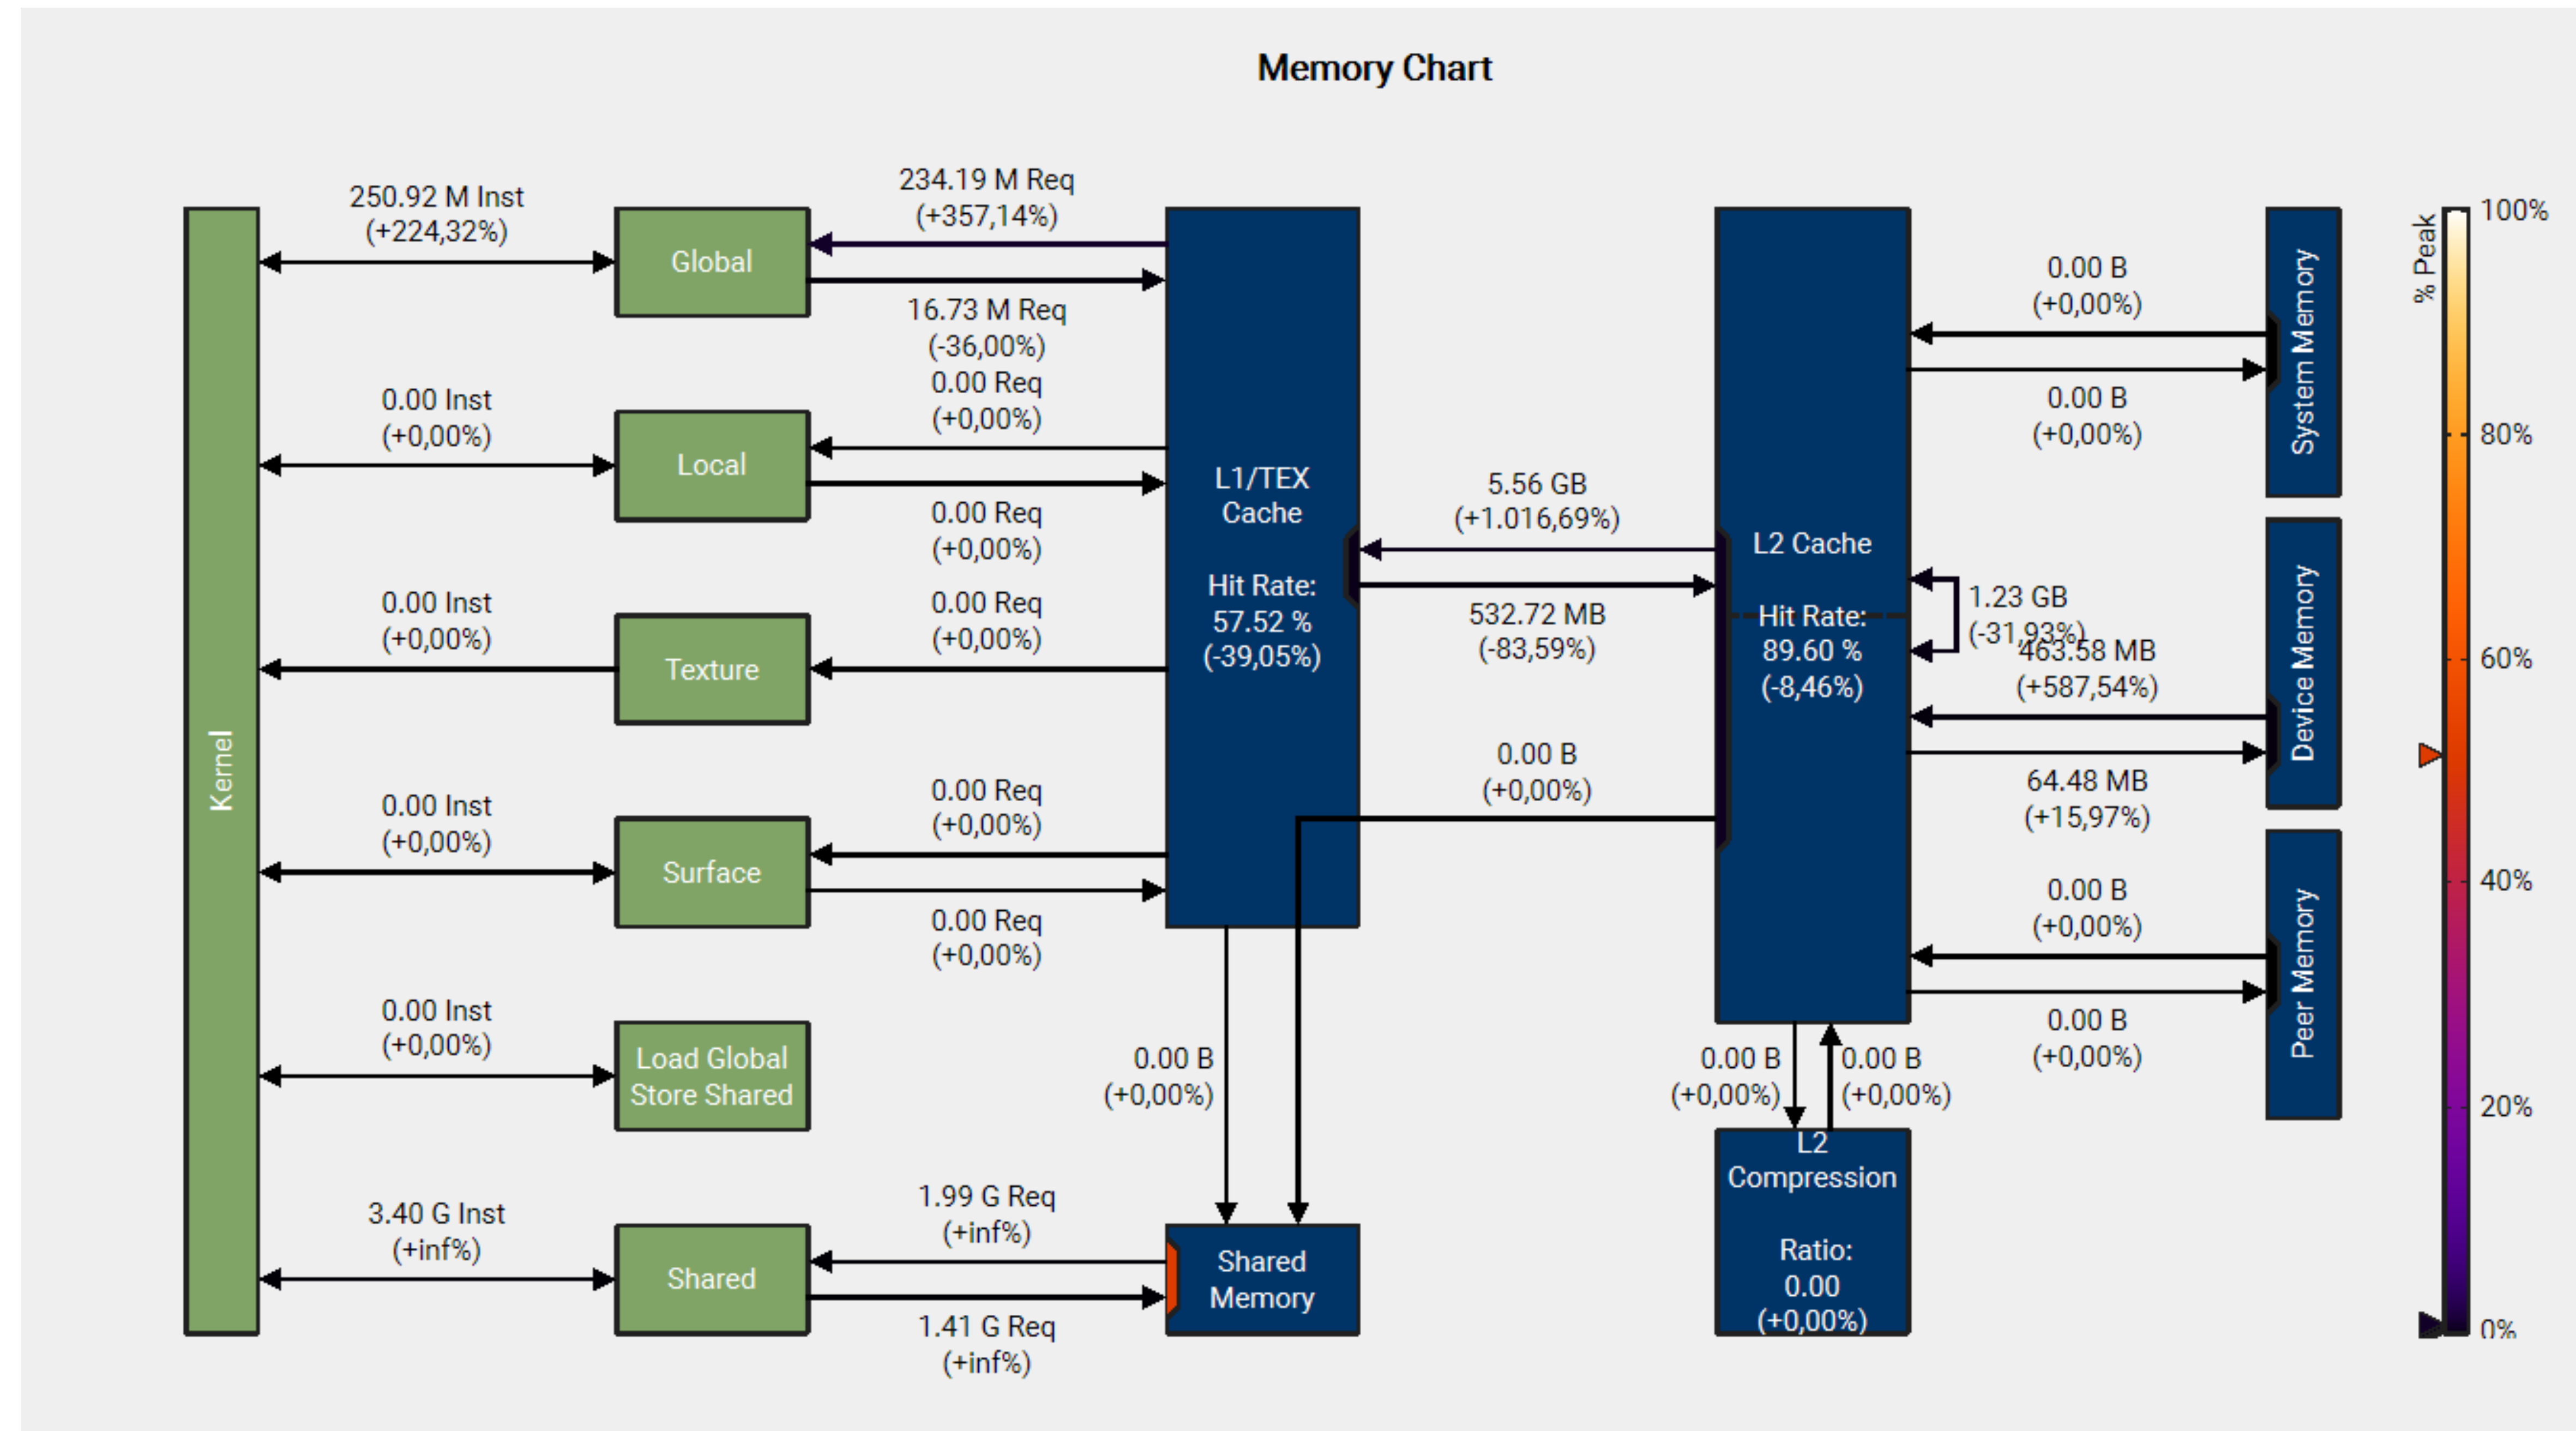 Memory Chart
250.92 M Inst
(+224,32%)
234.19 M Req
(+357,14%)
Global
16.73 M Req
(-36,00%)
0.00 Inst
(+0,00%)
0.00 Req
(+0,00%)
Local
0.00 Req
(+0,00%)
0.00 Inst
(+0,00%)
0.00 Req
(+0,00%)
Texture
0.00 Inst
(+0,00%)
0.00 Req
(+0,00%)
Surface
0.00 Req
(+0,00%)
0.00 Inst
(+0,00%)
Load Global
Store Shared
3.40 G Inst
(+inf%)
1.99 G Req
(+inf%)
Shared
1.41 G Req
(+inf%)
Kernel
L1/TEX
Cache
Hit Rate:
57.52 %
(-39,05%)
0.00 B
(+0,00%)
Shared
Memory
5.56 GB
(+1.016,69%)
532.72 MB
(-83,59%)
0.00 B
(+0,00%)
L2 Cache
Hit Rate:
89.60 %
(-8,46%)
0.00 B
(+0,00%)
0.00 B
(+0,00%)
L2
Compression
Ratio:
0.00
(+0,00%)
0.00 B
(+0,00%)
0.00 B
(+0,00%)
1.23 GB
(-31,93%)
463.58 MB
(+587,54%)
64.48 MB
(+15,97%)
0.00 B
(+0,00%)
0.00 B
(+0,00%)
System Memory
Device Memory
Peer Memory
% Peak
100%
80%
60%
40%
20%
0%